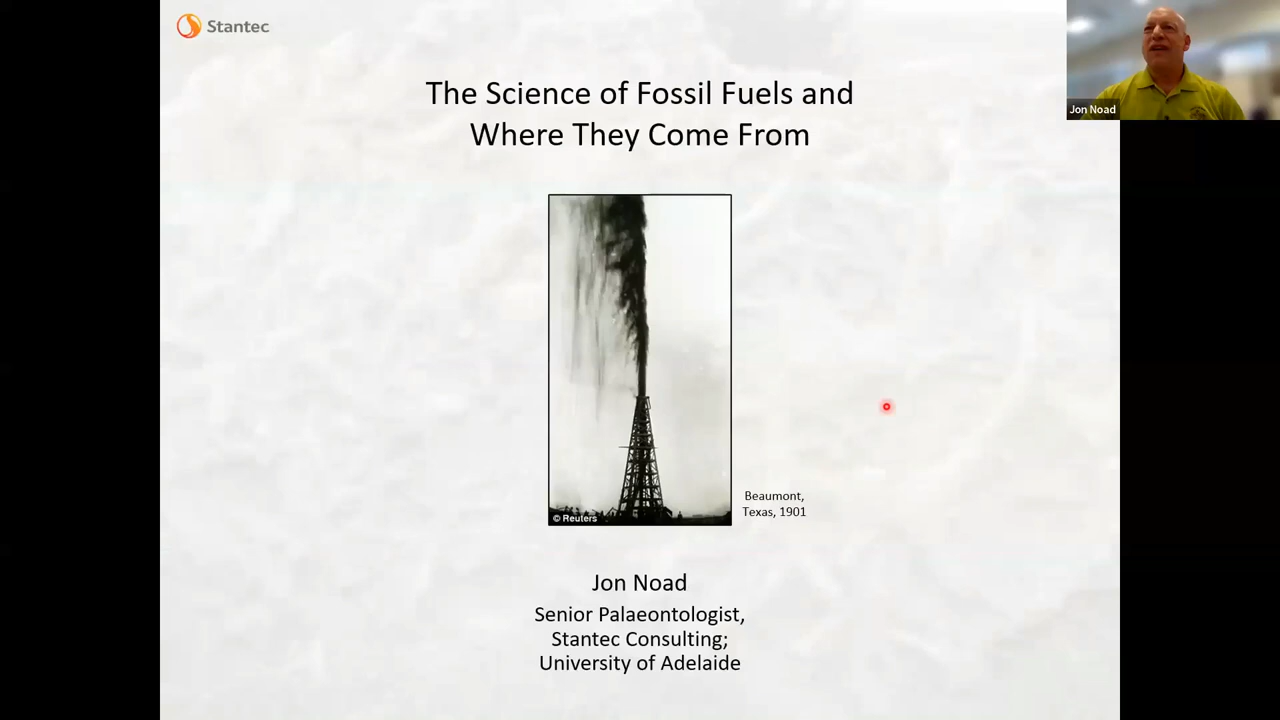 Stantec
Jon Noad
The Science of Fossil Fuels and
Where They Come From
Beaumont,
Texas, 1901
© Reuters
Jon Noad
Senior Palaeontologist,
Stantec Consulting;
University of Adelaide